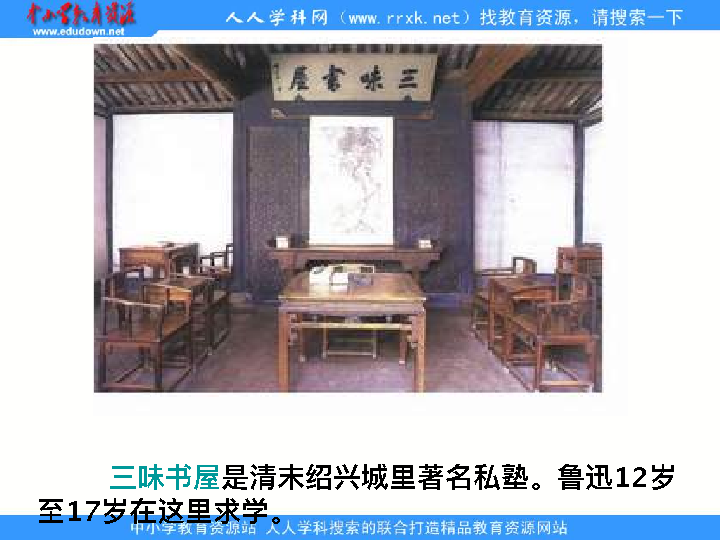 中小学教育资源
www.edudown.net
人人学科网（www.rrxk.net）找教育资源，请搜索一下
三味書屋
三味书屋是清末绍兴城里著名私塾。鲁迅12岁
至17岁在这里求学。
中小学教育资源站 人人学科搜索的联合打造精品教育资源网站